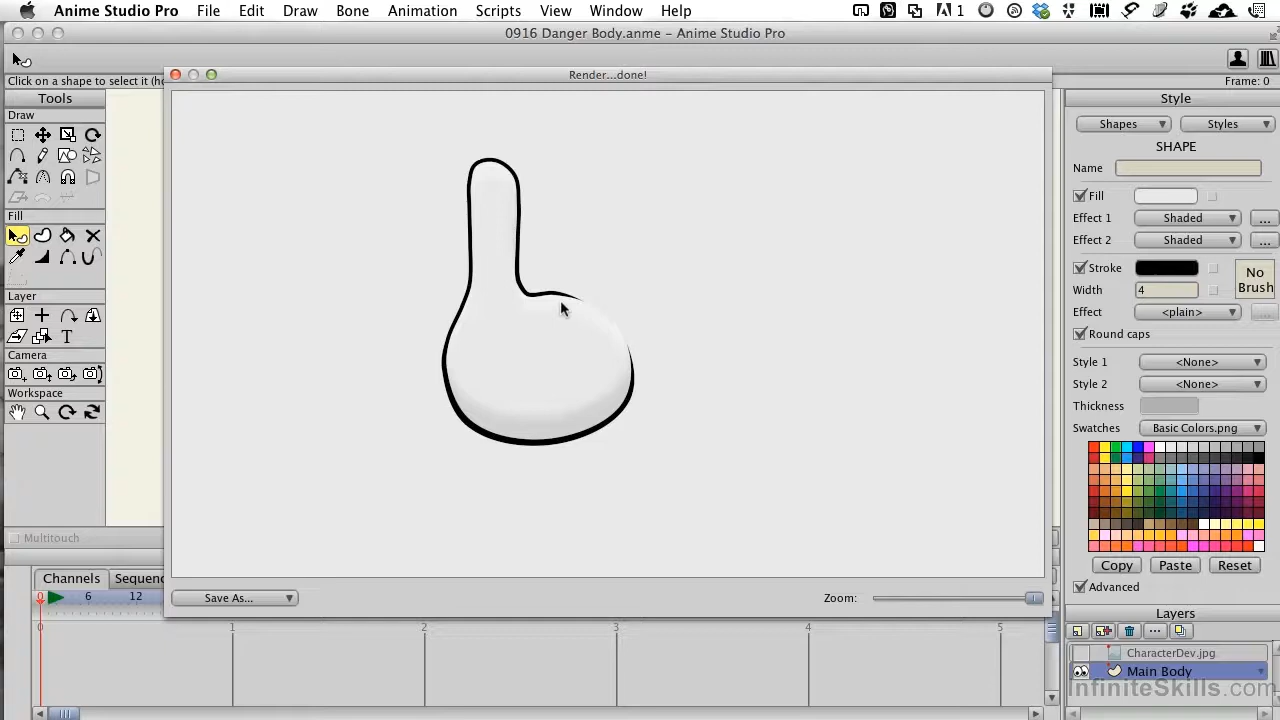 Anime Studio Pro File Edit Draw Bone Animation Scripts View Window Help 1
0916 Danger Body.anme – Anime Studio Pro
Click on a shape to select it (ho
Frame: 0
Render...done!
Tools
Draw
Fill
Layer
T
Camera
Workspace
Multitouch
Channels Sequenc
0 6 12
0 1 2 3 4 5
Save As...
Zoom:
Style
Shapes Styles
SHAPE
Name
Fill
Effect 1 Shaded ...
Effect 2 Shaded ...
Stroke
No Brush
Width 4
Effect <plain> ...
Round caps
Style 1 <None>
Style 2 <None>
Thickness
Swatches Basic Colors.png
Copy Paste Reset
Advanced
Layers
CharacterDev.jpg
Main Body
InfiniteSkills.com